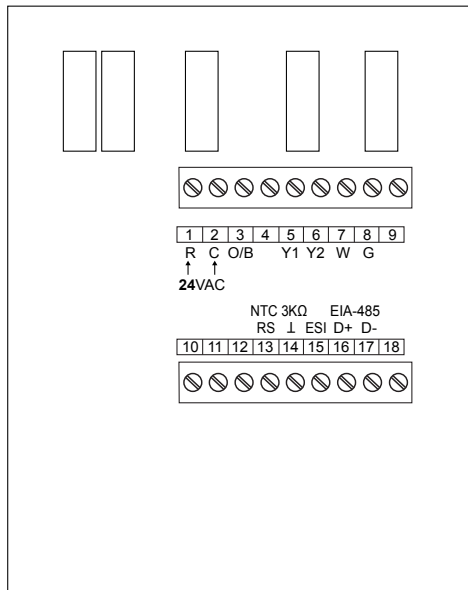 1 2 3 4 5 6 7 8 9
R C O/B Y1 Y2 W G
24VAC
NTC 3KΩ EIA-485
RS ⊥ ESI D+ D-
10 11 12 13 14 15 16 17 18